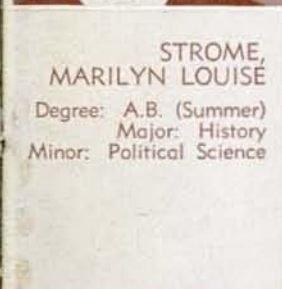 STROME,
MARILYN LOUISE
Degree: A.B. (Summer)
Major: History
Minor: Political Science